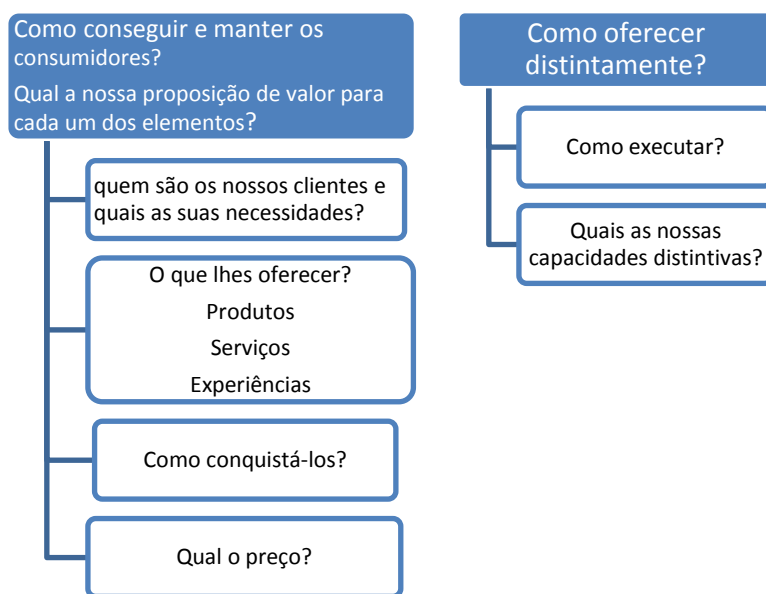 Como conseguir e manter os
consumidores?
Qual a nossa proposição de valor para
cada um dos elementos?
quem são os nossos clientes e
quais as suas necessidades?
O que lhes oferecer?
Produtos
Serviços
Experiências
Como conquistá-los?
Qual o preço?
Como oferecer
distintamente?
Como executar?
Quais as nossas
capacidades distintivas?